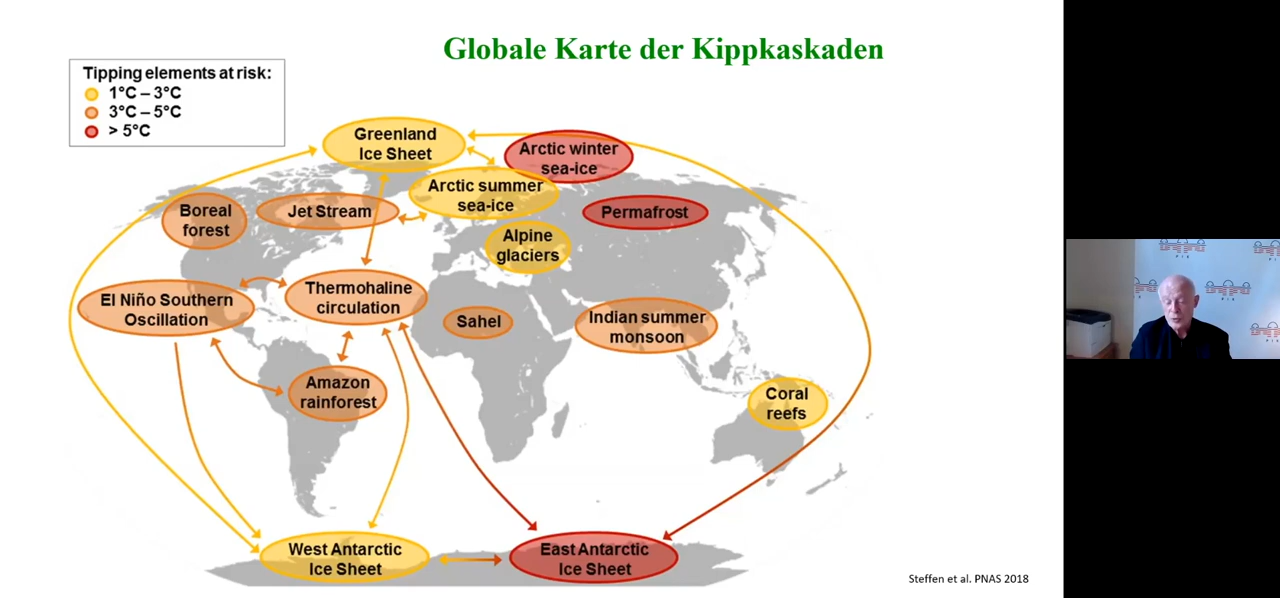 Globale Karte der Kippkaskaden
Tipping elements at risk:
1°C – 3°C
3°C – 5°C
> 5°C
Greenland
Ice Sheet
Arctic winter
sea-ice
Arctic summer
sea-ice
Boreal
forest
Jet Stream
Permafrost
Alpine
glaciers
El Niño Southern
Oscillation
Thermohaline
circulation
Sahel
Indian summer
monsoon
Amazon
rainforest
Coral
reefs
West Antarctic
Ice Sheet
East Antarctic
Ice Sheet
Steffen et al. PNAS 2018